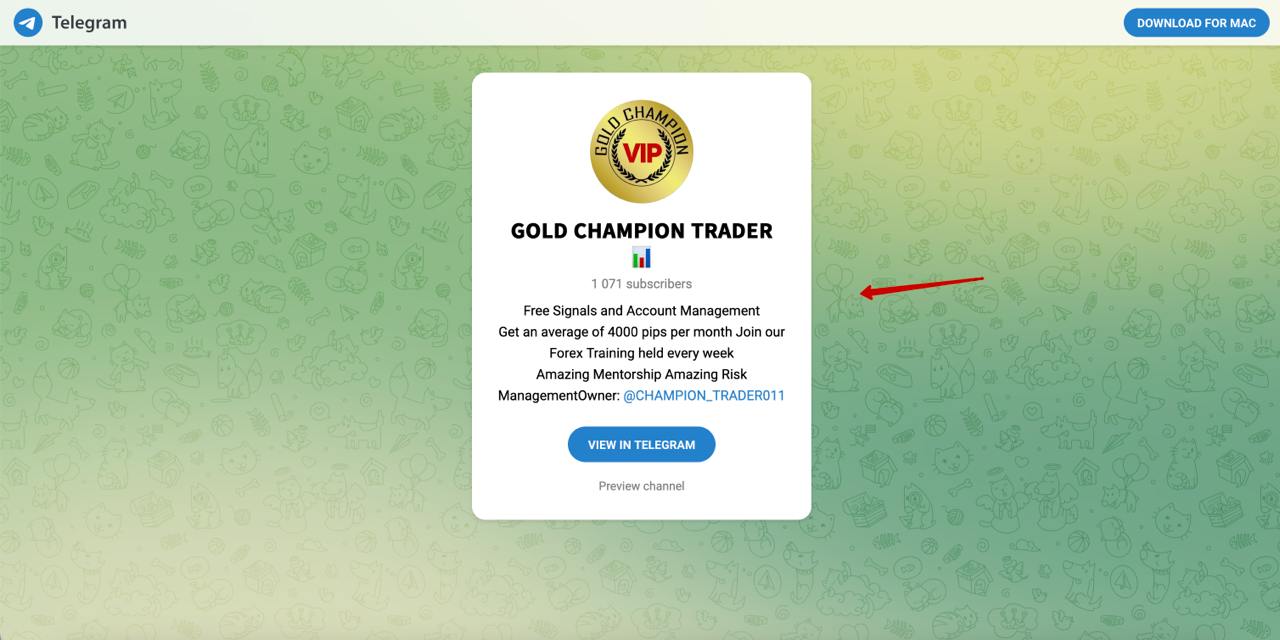 Telegram
DOWNLOAD FOR MAC
GOLD CHAMPION
VIP
GOLD CHAMPION TRADER
1 071 subscribers
Free Signals and Account Management
Get an average of 4000 pips per month Join our
Forex Training held every week
Amazing Mentorship Amazing Risk
ManagementOwner: @CHAMPION_TRADER011
VIEW IN TELEGRAM
Preview channel